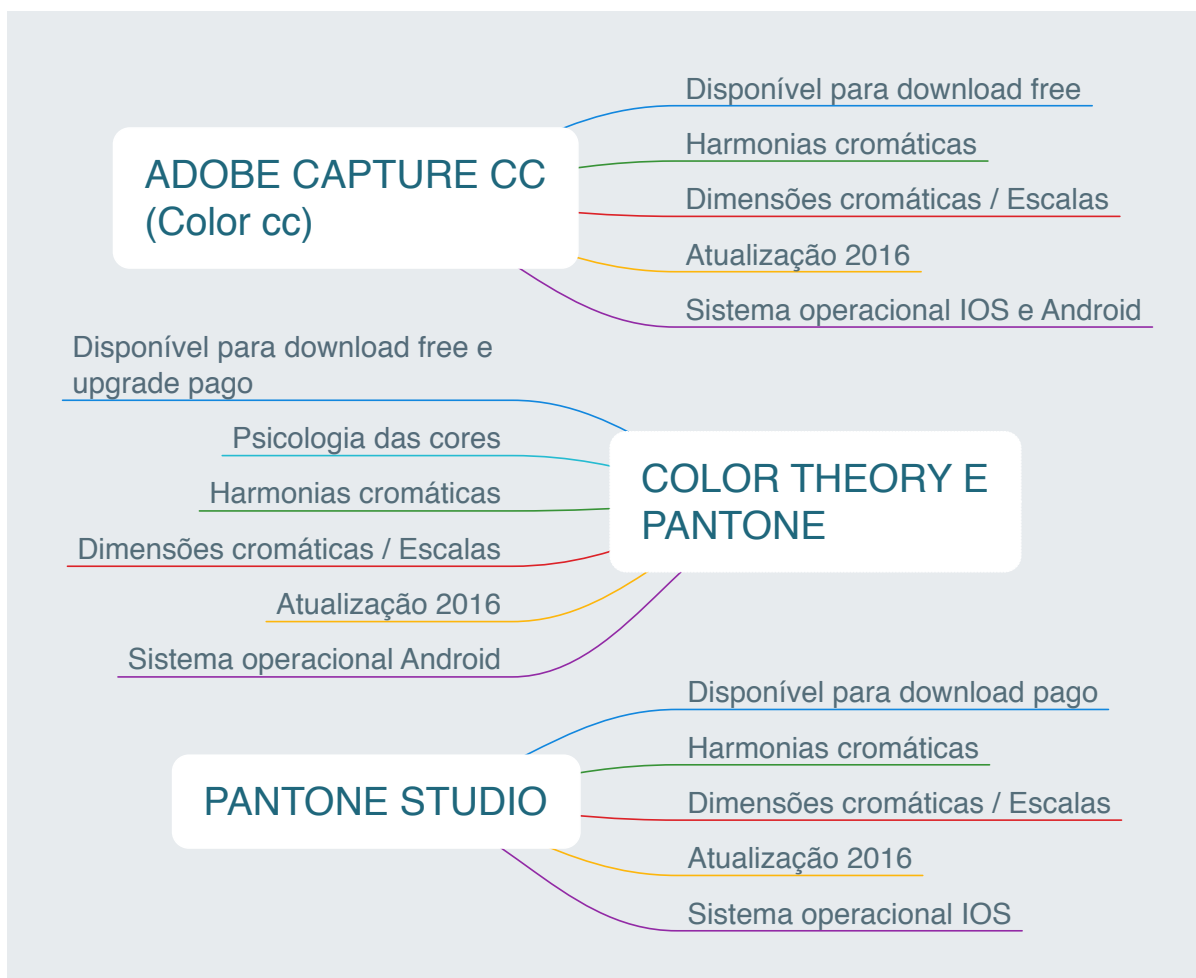 ADOBE CAPTURE CC
(Color cc)
Disponível para download free
Harmonias cromáticas
Dimensões cromáticas / Escalas
Atualização 2016
Sistema operacional IOS e Android
Disponível para download free e
upgrade pago
Psicologia das cores
Harmonias cromáticas
Dimensões cromáticas / Escalas
Atualização 2016
Sistema operacional Android
COLOR THEORY E
PANTONE
PANTONE STUDIO
Disponível para download pago
Harmonias cromáticas
Dimensões cromáticas / Escalas
Atualização 2016
Sistema operacional IOS